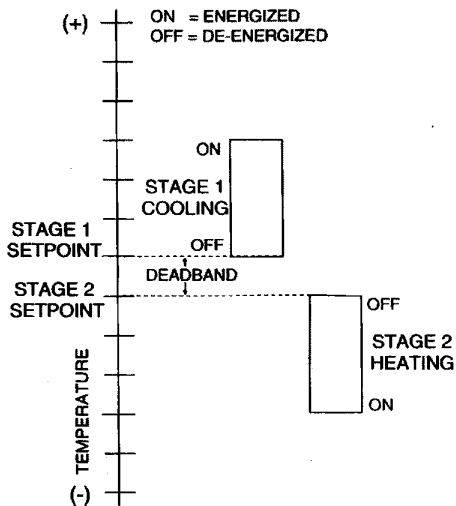 (+)
ON = ENERGIZED
OFF = DE-ENERGIZED
ON
STAGE 1
COOLING
OFF
STAGE 1
SETPOINT
DEADBAND
STAGE 2
SETPOINT
OFF
STAGE 2
HEATING
ON
TEMPERATURE
(-)